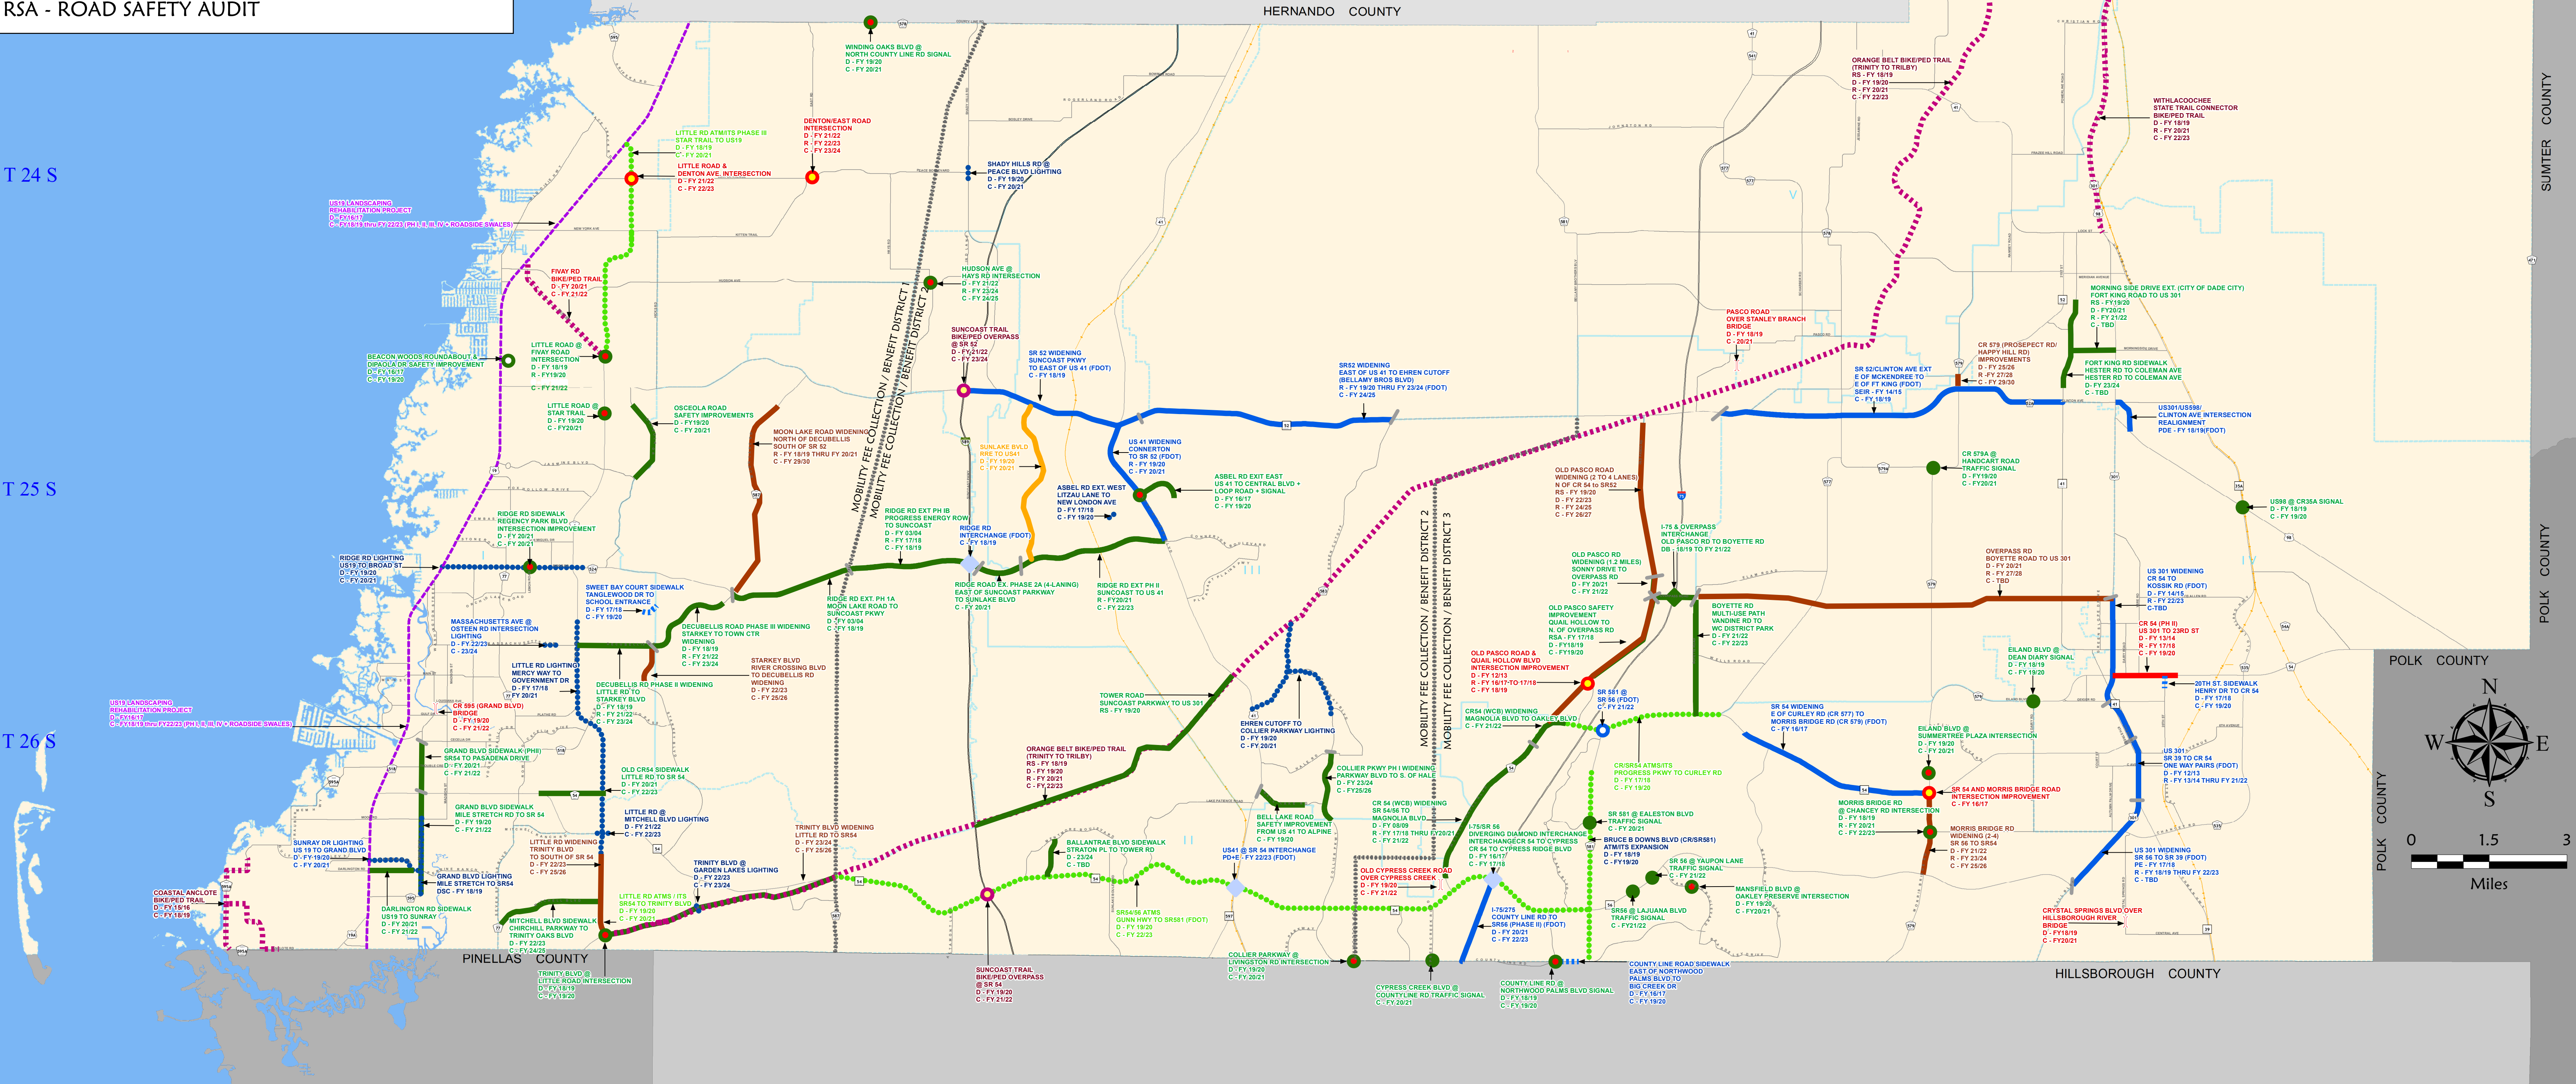 RSA - ROAD SAFETY AUDIT
HERNANDO COUNTY
SUMTER COUNTY
POLK COUNTY
POLK COUNTY
POLK COUNTY
HILLSBOROUGH COUNTY
PINELLAS COUNTY
T 24 S
T 25 S
T 26 S
WINDING OAKS BLVD @
NORTH COUNTY LINE RD SIGNAL
D - FY 19/20
C - FY 20/21
LITTLE RD ATM/ITS PHASE III
STAR TRAIL TO US19
D - FY 18/19
C - FY 20/21
LITTLE ROAD &
DENTON AVE. INTERSECTION
D - FY 21/22
C - FY 22/23
DENTON/EAST ROAD
INTERSECTION
D - FY 21/22
R - FY 22/23
C - FY 23/24
SHADY HILLS RD @
PEACE BLVD LIGHTING
D - FY 19/20
C - FY 20/21
ORANGE BELT BIKE/PED TRAIL
(TRINITY TO TRILBY)
RS - FY 18/19
D - FY 19/20
R - FY 20/21
C - FY 22/23
WITHLACOOCHEE
STATE TRAIL CONNECTOR
BIKE/PED TRAIL
D - FY 18/19
R - FY 20/21
C - FY 22/23
US19 LANDSCAPING
REHABILITATION PROJECT
D - FY16/17
C - FY18/19 thru FY 22/23 (PH I, II, III, IV + ROADSIDE SWALES)
FIVAY RD
BIKE/PED TRAIL
D - FY 20/21
C - FY 21/22
HUDSON AVE @
HAYS RD INTERSECTION
D - FY 21/22
R - FY 23/24
C - FY 24/25
BEACON WOODS ROUNDABOUT &
DIPAOLA DR SAFETY IMPROVEMENT
D - FY 16/17
C - FY 19/20
LITTLE ROAD @
FIVAY ROAD
INTERSECTION
D - FY 18/19
R - FY19/20
C - FY 21/22
LITTLE ROAD @
STAR TRAIL
D - FY 19/20
C - FY20/21
OSCEOLA ROAD
SAFETY IMPROVEMENTS
D - FY19/20
C - FY 20/21
MOON LAKE ROAD WIDENING
NORTH OF DECUBELLIS
SOUTH OF SR 52
R - FY 18/19 THRU FY 20/21
C - FY 29/30
MOBILITY FEE COLLECTION / BENEFIT DISTRICT 1
MOBILITY FEE COLLECTION / BENEFIT DISTRICT 2
SUNCOAST TRAIL
BIKE/PED OVERPASS
@ SR 52
D - FY 21/22
C - FY 23/24
SR 52 WIDENING
SUNCOAST PKWY
TO EAST OF US 41 (FDOT)
C - FY 18/19
SR52 WIDENING
EAST OF US 41 TO EHREN CUTOFF
(BELLAMY BROS BLVD)
R - FY 19/20 THRU FY 23/24 (FDOT)
C - FY 24/25
PASCO ROAD
OVER STANLEY BRANCH
BRIDGE
D - FY 18/19
C - 20/21
SR 52/CLINTON AVE EXT
E OF MCKENDREE TO
E OF FT KING (FDOT)
SEIR - FY 14/15
C - FY 18/19
CR 579 (PROSEPECT RD/
HAPPY HILL RD)
IMPROVEMENTS
D - FY 25/26
R -FY 27/28
C - FY 29/30
MORNING SIDE DRIVE EXT. (CITY OF DADE CITY)
FORT KING ROAD TO US 301
RS - FY19/20
D - FY20/21
R - FY 21/22
C - TBD
FORT KING RD SIDEWALK
HESTER RD TO COLEMAN AVE
HESTER RD TO COLEMAN AVE
D- FY 23/24
C - TBD
US301/US598/
CLINTON AVE INTERSECTION
REALIGNMENT
PDE - FY 18/19(FDOT)
SUNLAKE BVLD
RRE TO US41
D - FY 19/20
C - FY 20/21
US 41 WIDENING
CONNERTON
TO SR 52 (FDOT)
R - FY 19/20
C - FY 20/21
ASBEL RD EXT. WEST
LITZAU LANE TO
NEW LONDON AVE
D - FY 17/18
C - FY 19/20
ASBEL RD EXIT EAST
US 41 TO CENTRAL BLVD +
LOOP ROAD + SIGNAL
D - FY 16/17
C - FY 19/20
OLD PASCO ROAD
WIDENING (2 TO 4 LANES)
N OF CR 54 to SR52
RS - FY 19/20
D - FY 22/23
R - FY 24/25
C - FY 26/27
CR 579A @
HANDCART ROAD
TRAFFIC SIGNAL
D - FY19/20
C - FY20/21
US98 @ CR35A SIGNAL
D - FY 18/19
C - FY 19/20
RIDGE RD SIDEWALK
REGENCY PARK BLVD
INTERSECTION IMPROVEMENT
D - FY 20/21
C - FY 20/21
RIDGE RD LIGHTING
US19 TO BROAD ST
D - FY 19/20
C - FY 20/21
RIDGE RD EXT PH IB
PROGRESS ENERGY ROW
TO SUNCOAST
D - FY 03/04
R - FY 17/18
C - FY 18/19
RIDGE RD
INTERCHANGE (FDOT)
C - FY 18/19
RIDGE ROAD EX. PHASE 2A (4-LANING)
EAST OF SUNCOAST PARKWAY
TO SUNLAKE BLVD
C - FY 20/21
RIDGE RD EXT PH II
SUNCOAST TO US 41
R - FY20/21
C - FY 22/23
RIDGE RD EXT. PH 1A
MOON LAKE ROAD TO
SUNCOAST PKWY
D - FY 03/04
C - FY 18/19
SWEET BAY COURT SIDEWALK
TANGLEWOOD DR TO
SCHOOL ENTRANCE
D - FY 17/18
C - FY 19/20
MASSACHUSETTS AVE @
OSTEEN RD INTERSECTION
LIGHTING
D - FY 22/23
C - 23/24
DECUBELLIS ROAD PHASE III WIDENING
STARKEY TO TOWN CTR
WIDENING
D - FY 18/19
R - FY 21/22
C - FY 23/24
STARKEY BLVD
RIVER CROSSING BLVD
TO DECUBELLIS RD
WIDENING
D - FY 22/23
C - FY 25/26
LITTLE RD LIGHTING
MERCY WAY TO
GOVERNMENT DR
D - FY 17/18
FY 20/21
DECUBELLIS RD PHASE II WIDENING
LITTLE RD TO
STARKEY BLVD
D - FY 18/19
R - FY 21/22
C - FY 23/24
I-75 & OVERPASS
INTERCHANGE
OLD PASCO RD TO BOYETTE RD
DB - 18/19 TO FY 21/22
OLD PASCO RD
WIDENING (1.2 MILES)
SONNY DRIVE TO
OVERPASS RD
D - FY 20/21
C - FY 21/22
OLD PASCO SAFETY
IMPROVEMENT
QUAIL HOLLOW TO
N. OF OVERPASS RD
RSA - FY 17/18
D - FY18/19
C - FY19/20
BOYETTE RD
MULTI-USE PATH
VANDINE RD TO
WC DISTRICT PARK
D - FY 21/22
C - FY 22/23
OVERPASS RD
BOYETTE ROAD TO US 301
D - FY 20/21
R - FY 27/28
C - TBD
US 301 WIDENING
CR 54 TO
KOSSIK RD (FDOT)
D - FY 14/15
R - FY 22/23
C-TBD
CR 54 (PH II)
US 301 TO 23RD ST
D - FY 13/14
R - FY 17/18
C - FY 19/20
20TH ST. SIDEWALK
HENRY DR TO CR 54
D - FY 17/18
C - FY 19/20
EILAND BLVD @
DEAN DIARY SIGNAL
D - FY 18/19
C - FY 19/20
US19 LANDSCAPING
REHABILITATION PROJECT
D - FY16/17
C - FY18/19 thru FY22/23 (PH I, II, III, IV + ROADSIDE SWALES)
CR 595 (GRAND BLVD)
BRIDGE
D - FY 19/20
C - FY 21/22
GRAND BLVD SIDEWALK (PHII)
SR54 TO PASADENA DRIVE
D - FY 20/21
C - FY 21/22
TOWER ROAD
SUNCOAST PARKWAY TO US 301
RS - FY 19/20
EHREN CUTOFF TO
COLLIER PARKWAY LIGHTING
D - FY 19/20
C - FY 20/21
MOBILITY FEE COLLECTION / BENEFIT DISTRICT 2
MOBILITY FEE COLLECTION / BENEFIT DISTRICT 3
OLD PASCO ROAD &
QUAIL HOLLOW BLVD
INTERSECTION IMPROVEMENT
D - FY 12/13
R - FY 16/17-TO-17/18
C - FY 18/19
SR 581 @
SR 56 (FDOT)
C - FY 21/22
CR54 (WCB) WIDENING
MAGNOLIA BLVD TO OAKLEY BLVD
C - FY 21/22
SR 54 WIDENING
E OF CURLEY RD (CR 577) TO
MORRIS BRIDGE RD (CR 579) (FDOT)
C - FY 16/17
EILAND BLVD @
SUMMERTREE PLAZA INTERSECTION
D - FY 19/20
C - FY 20/21
US 301
SR 39 TO CR 54
ONE WAY PAIRS (FDOT)
D - FY 12/13
R - FY 13/14 THRU FY 21/22
ORANGE BELT BIKE/PED TRAIL
(TRINITY TO TRILBY)
RS - FY 18/19
D - FY 19/20
R - FY 20/21
C - FY 22/23
OLD CR54 SIDEWALK
LITTLE RD TO SR 54
D - FY 20/21
C - FY 22/23
COLLIER PKWY PH I WIDENING
PARKWAY BLVD TO S. OF HALE
D - FY 23/24
C - FY25/26
CR/SR54 ATMS/ITS
PROGRESS PKWY TO CURLEY RD
D - FY 17/18
C - FY 19/20
SR 54 AND MORRIS BRIDGE ROAD
INTERSECTION IMPROVEMENT
C - FY 16/17
GRAND BLVD SIDEWALK
MILE STRETCH RD TO SR 54
D - FY 19/20
C - FY 21/22
LITTLE RD @
MITCHELL BLVD LIGHTING
D - FY 21/22
C - FY 22/23
CR 54 (WCB) WIDENING
SR 54/56 TO
MAGNOLIA BLVD
D - FY 08/09
R - FY 17/18 THRU FY20/21
C - FY 21/22
BELL LAKE ROAD
SAFETY IMPROVEMENT
FROM US 41 TO ALPINE
C - FY 19/20
SR 581 @ EALESTON BLVD
TRAFFIC SIGNAL
C - FY 20/21
MORRIS BRIDGE RD
@ CHANCEY RD INTERSECTION
D - FY 18/19
R - FY 20/21
C - FY 22/23
MORRIS BRIDGE RD
WIDENING (2-4)
SR 56 TO SR54
D - FY 21/22
R - FY 23/24
C - FY 25/26
TRINITY BLVD WIDENING
LITTLE RD TO SR54
D - FY 23/24
C - FY 25/26
SUNRAY DR LIGHTING
US 19 TO GRAND BLVD
D - FY 19/20
C - FY 20/21
LITTLE RD WIDENING
TRINITY BLVD
TO SOUTH OF SR 54
D - FY 22/23
C - FY 25/26
BALLANTRAE BLVD SIDEWALK
STRATON PL TO TOWER RD
D - 23/24
C - TBD
US41 @ SR 54 INTERCHANGE
PD+E - FY 22/23 (FDOT)
I-75/SR 56
DIVERGING DIAMOND INTERCHANGE
INTERCHANGECR 54 TO CYPRESS
CR 54 TO CYPRESS RIDGE BLVD
D - FY 16/17
C - FY 17/18
BRUCE B DOWNS BLVD (CR/SR581)
ATMITS EXPANSION
D - FY 18/19
C - FY19/20
SR 56 @ YAUPON LANE
TRAFFIC SIGNAL
C - FY 21/22
US 301 WIDENING
SR 56 TO SR 39 (FDOT)
PE - FY 17/18
R - FY 18/19 THRU FY 22/23
C - TBD
GRAND BLVD LIGHTING
MILE STRETCH TO SR54
DSC - FY 18/19
TRINITY BLVD @
GARDEN LAKES LIGHTING
D - FY 22/23
C - FY 23/24
OLD CYPRESS CREEK ROAD
OVER CYPRESS CREEK
D - FY 19/20
C - FY 21/22
MANSFIELD BLVD @
OAKLEY PRESERVE INTERSECTION
D - FY 19/20
C - FY20/21
COASTAL ANCLOTE
BIKE/PED TRAIL
D - FY 15/16
C - FY 18/19
DARLINGTON RD SIDEWALK
US19 TO SUNRAY
D - FY 20/21
C - FY 21/22
LITTLE RD ATMS / ITS
SR54 TO TRINITY BLVD
D - FY 19/20
C - FY 20/21
MITCHELL BLVD SIDEWALK
CHIRCHILL PARKWAY TO
TRINITY OAKS BLVD
D - FY 22/23
C - FY 24/25
SR54/56 ATMS
GUNN HWY TO SR581 (FDOT)
D - FY 19/20
C - FY 22/23
I-75/275
COUNTY LINE RD TO
SR56 (PHASE II) (FDOT)
D - FY 20/21
C - FY 22/23
SR56 @ LAJUANA BLVD
TRAFFIC SIGNAL
C - FY21/22
CRYSTAL SPRINGS BLVD OVER
HILLSBOROUGH RIVER
BRIDGE
D - FY18/19
C - FY20/21
TRINITY BLVD @
LITTLE ROAD INTERSECTION
D - FY 18/19
C - FY 19/20
SUNCOAST TRAIL
BIKE/PED OVERPASS
@ SR 54
D - FY 19/20
C - FY 21/22
COLLIER PARKWAY @
LIVINGSTON RD INTERSECTION
D - FY 19/20
C - FY 20/21
CYPRESS CREEK BLVD @
COUNTYLINE RD TRAFFIC SIGNAL
C - FY 20/21
COUNTY LINE RD @
NORTHWOOD PALMS BLVD SIGNAL
D - FY 18/19
C - FY 19/20
COUNTY LINE ROAD SIDEWALK
EAST OF NORTHWOOD
PALMS BLVD TO
BIG CREEK DR
D - FY 16/17
C - FY 19/20
N
W E
S
0 1.5 3
Miles